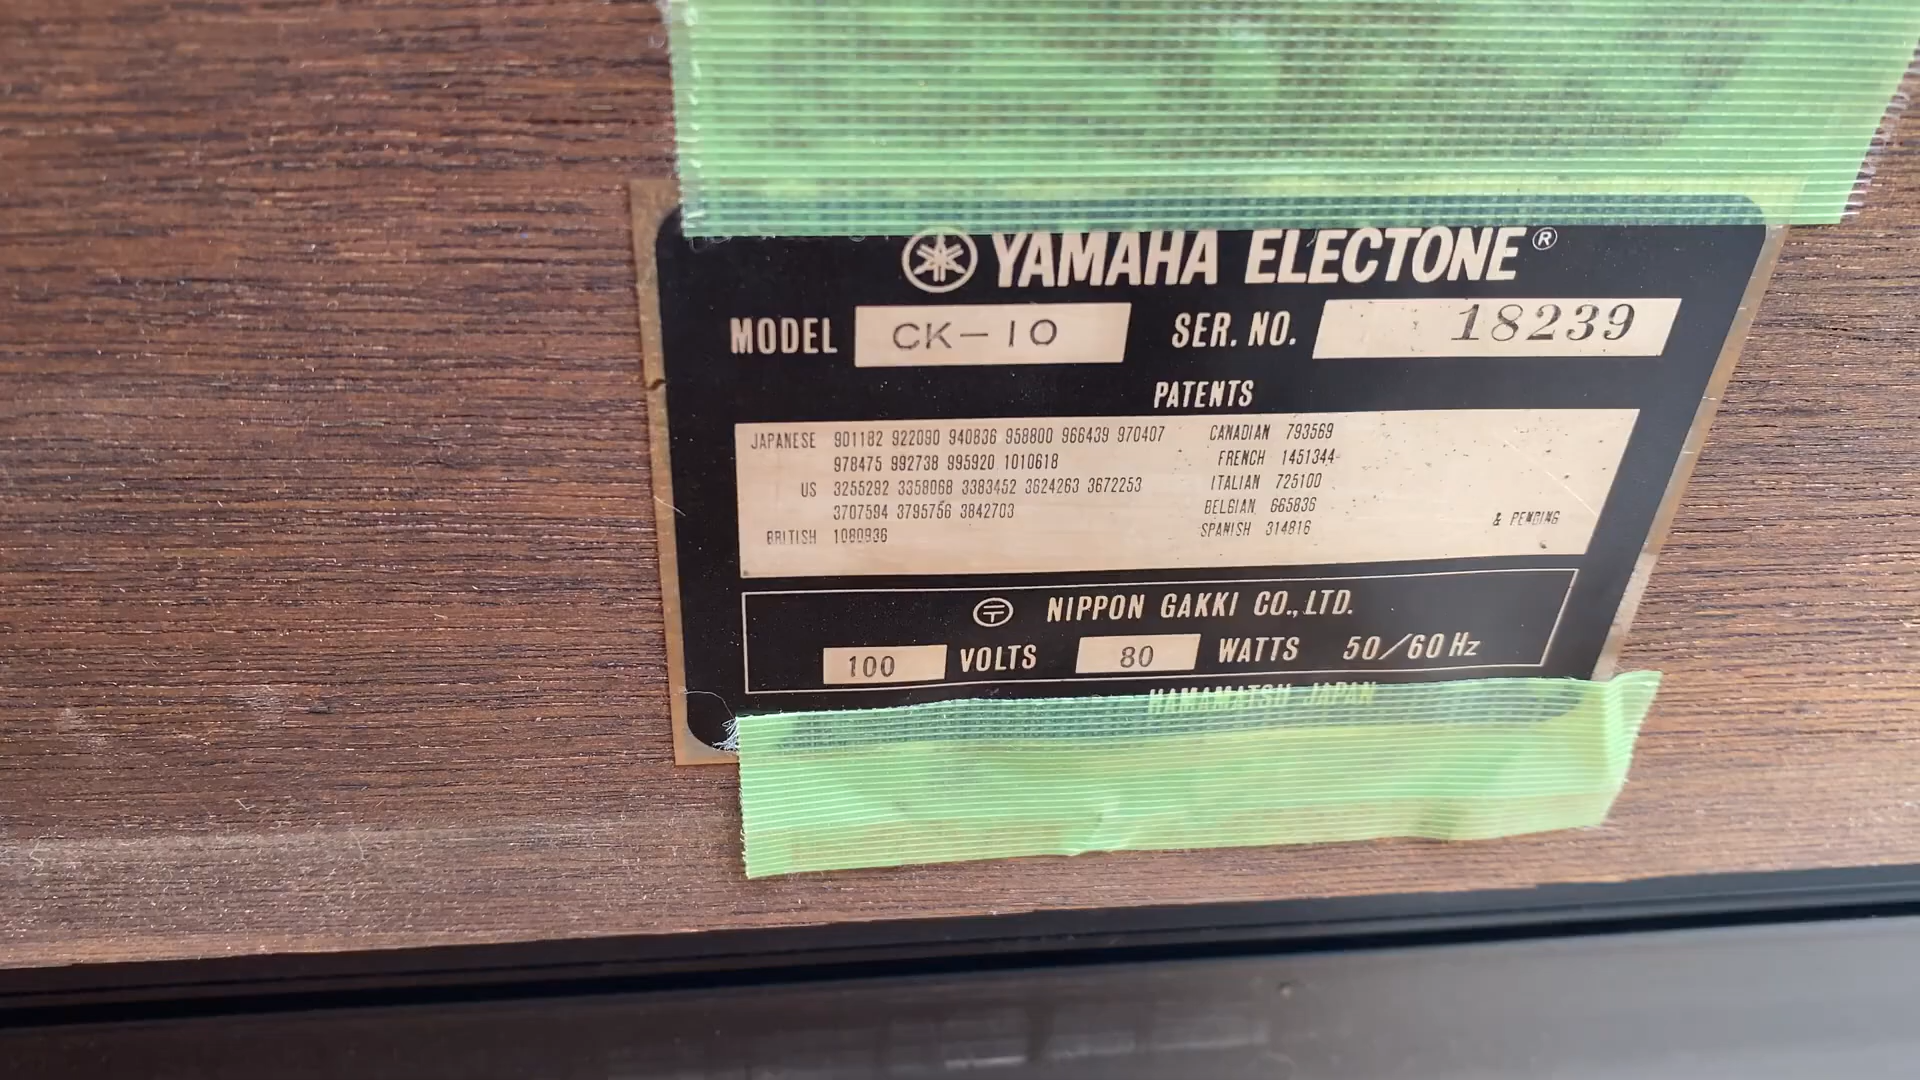 YAMAHA ELECTONE®
MODEL CK-10 SER. NO. 18239
PATENTS
JAPANESE 901182 922090 940836 958800 966439 970407
978475 992738 995920 1010618
US 3255292 3358068 3383452 3624263 3672253
3707594 3795756 3842703
BRITISH 1080936
CANADIAN 793569
FRENCH 1451344
ITALIAN 725100
BELGIAN 665836
SPANISH 314816
& PENDING
NIPPON GAKKI CO., LTD.
100 VOLTS 80 WATTS 50/60 Hz
HAMAMATSU JAPAN